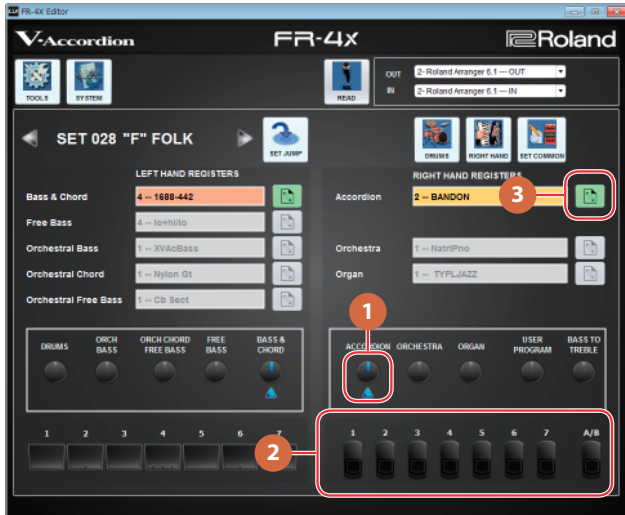 FR-4X Editor
V-Accordion
FR-4X
Roland
TOOLS
SYSTEM
READ
OUT
2- Roland Arranger 6.1 — OUT
IN
2- Roland Arranger 6.1 — IN
SET 028 "F" FOLK
SET JUMP
DRUMS
RIGHT HAND
SET COMMON
LEFT HAND REGISTERS
Bass & Chord
4 -- 1688-442
Free Bass
4 -- lo+hi/lo
Orchestral Bass
1 -- XVAcBass
Orchestral Chord
1 -- Nylon Gt
Orchestral Free Bass
1 -- Cb Sect
RIGHT HAND REGISTERS
Accordion
2 -- BANDON
3
Orchestra
1 -- NatrlPno
Organ
1 -- TYPLJAZZ
1
DRUMS
ORCH
BASS
ORCH CHORD
FREE BASS
FREE
BASS
BASS &
CHORD
ACCORDION
ORCHESTRA
ORGAN
USER
PROGRAM
BASS TO
TREBLE
1 2 3 4 5 6 7
2
1 2 3 4 5 6 7 A/B